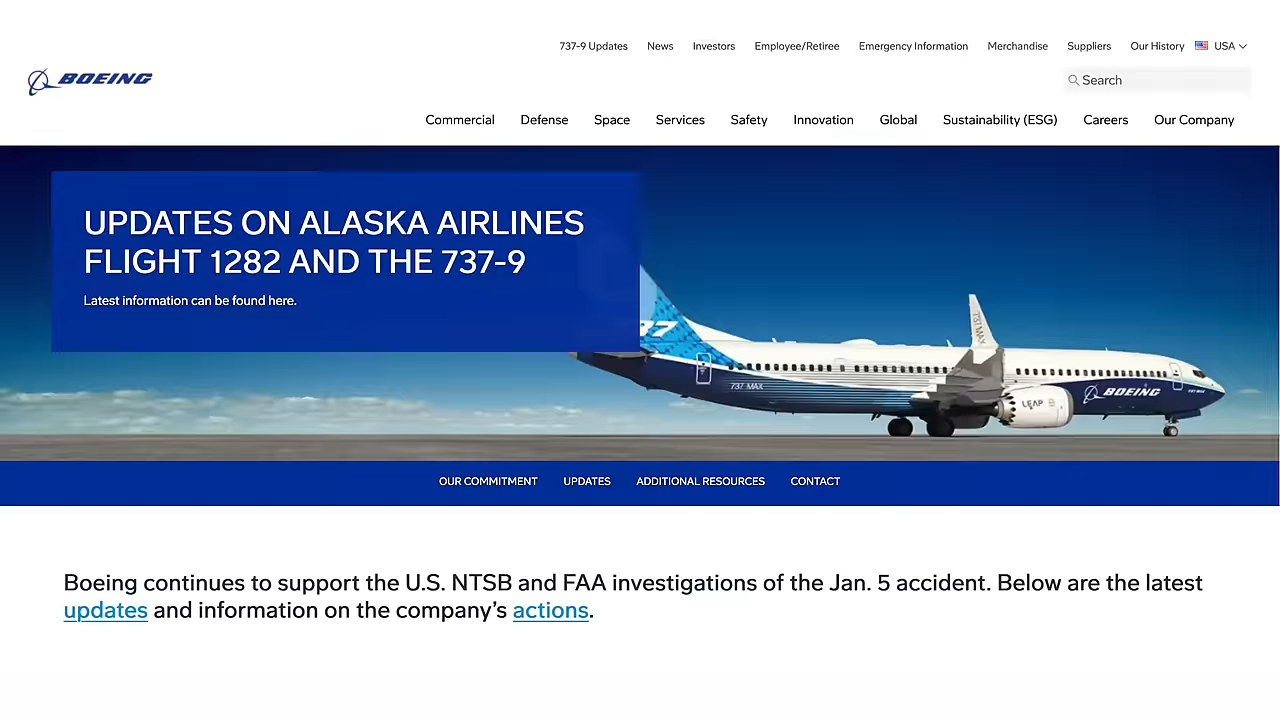 737-9 Updates News Investors Employee/Retiree Emergency Information Merchandise Suppliers Our History USA
BOEING
Search
Commercial Defense Space Services Safety Innovation Global Sustainability (ESG) Careers Our Company
UPDATES ON ALASKA AIRLINES
FLIGHT 1282 AND THE 737-9
Latest information can be found here.
37
737 MAX
737 MAX
LEAP
BOEING
OUR COMMITMENT UPDATES ADDITIONAL RESOURCES CONTACT
Boeing continues to support the U.S. NTSB and FAA investigations of the Jan. 5 accident. Below are the latest
updates and information on the company’s actions.